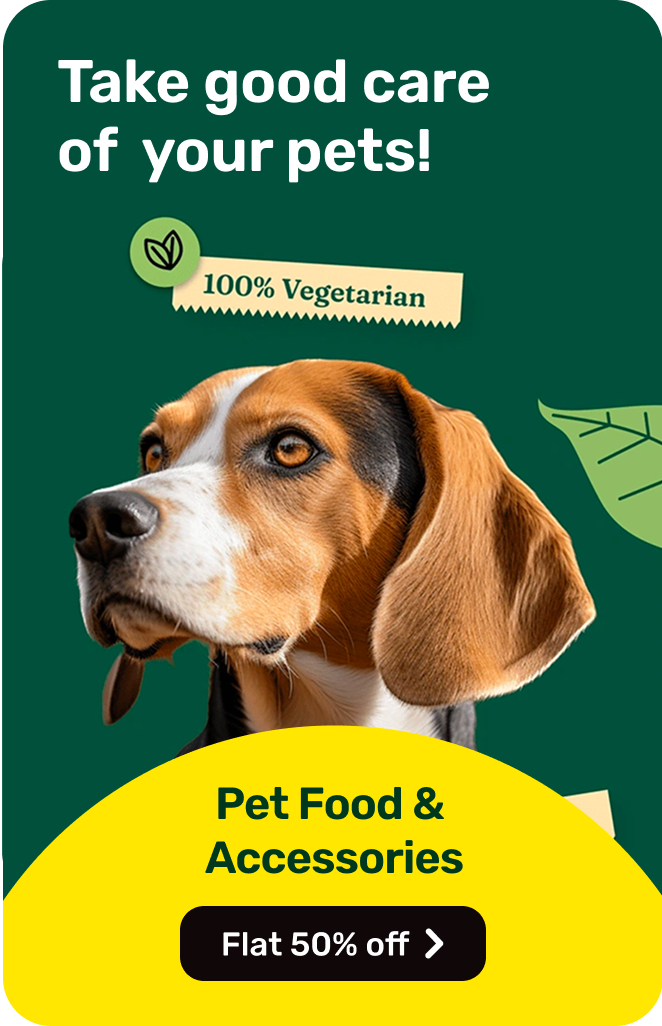 Take good care
of your pets!
100% Vegetarian
Pet Food &
Accessories
Flat 50% off